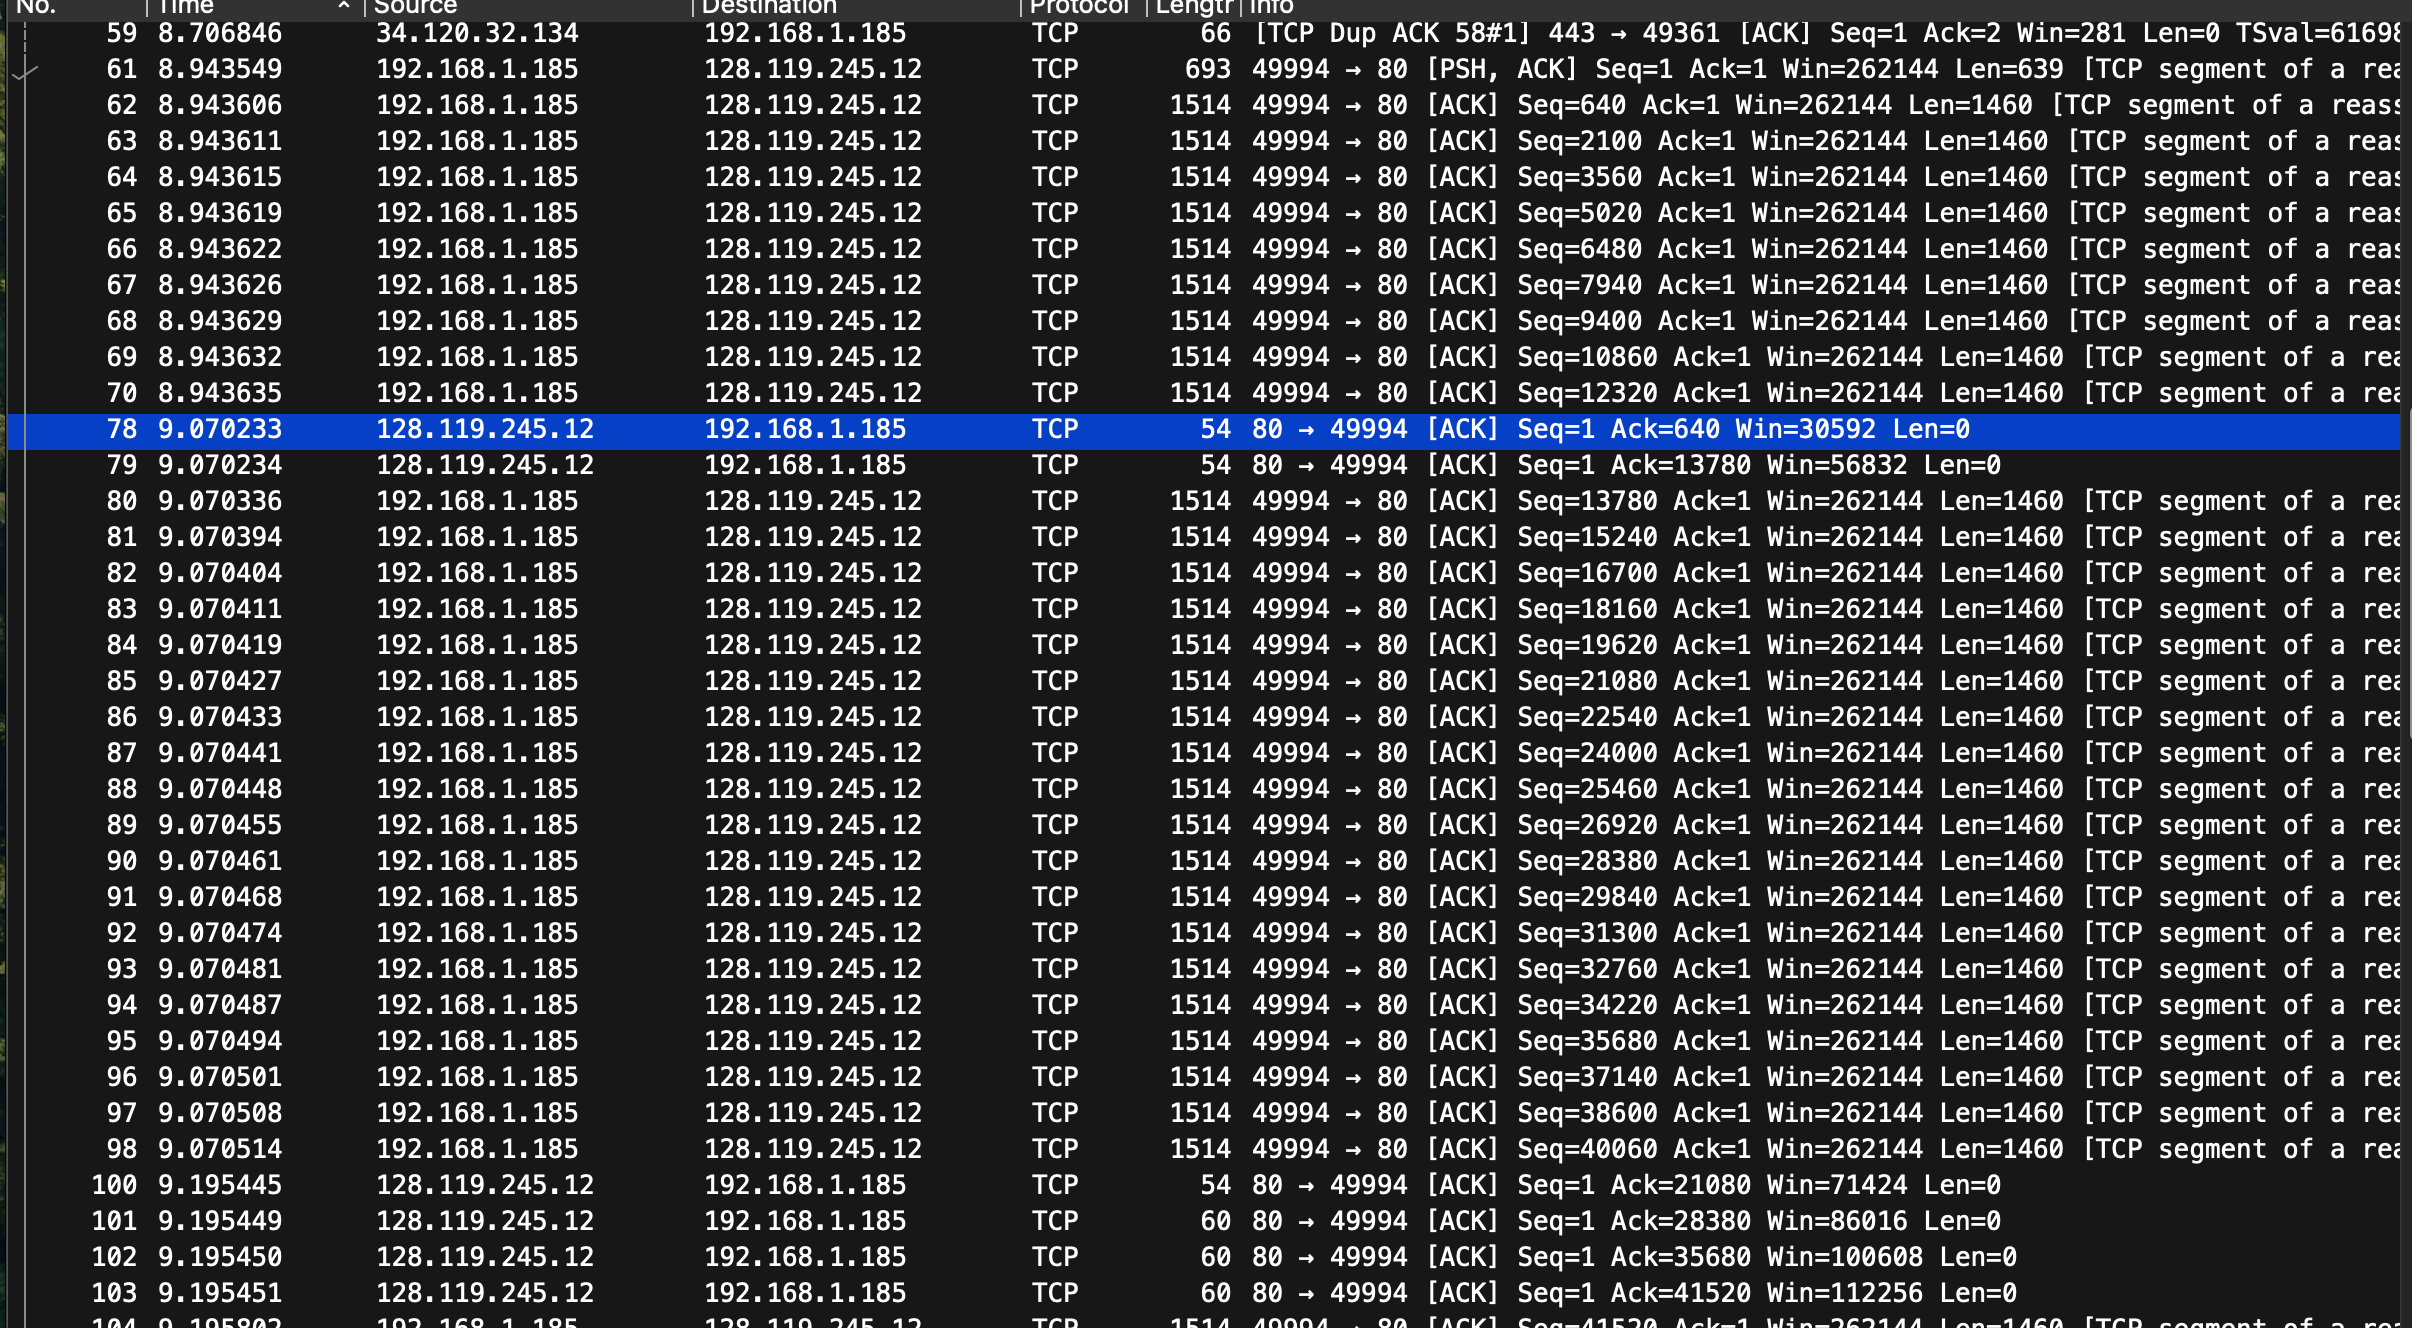 No. Time Source Destination Protocol Length Info
59 8.706846 34.120.32.134 192.168.1.185 TCP 66 [TCP Dup ACK 58#1] 443 → 49361 [ACK] Seq=1 Ack=2 Win=281 Len=0 TSval=61698
61 8.943549 192.168.1.185 128.119.245.12 TCP 693 49994 → 80 [PSH, ACK] Seq=1 Ack=1 Win=262144 Len=639 [TCP segment of a rea
62 8.943606 192.168.1.185 128.119.245.12 TCP 1514 49994 → 80 [ACK] Seq=640 Ack=1 Win=262144 Len=1460 [TCP segment of a reass
63 8.943611 192.168.1.185 128.119.245.12 TCP 1514 49994 → 80 [ACK] Seq=2100 Ack=1 Win=262144 Len=1460 [TCP segment of a reas
64 8.943615 192.168.1.185 128.119.245.12 TCP 1514 49994 → 80 [ACK] Seq=3560 Ack=1 Win=262144 Len=1460 [TCP segment of a reas
65 8.943619 192.168.1.185 128.119.245.12 TCP 1514 49994 → 80 [ACK] Seq=5020 Ack=1 Win=262144 Len=1460 [TCP segment of a reas
66 8.943622 192.168.1.185 128.119.245.12 TCP 1514 49994 → 80 [ACK] Seq=6480 Ack=1 Win=262144 Len=1460 [TCP segment of a reas
67 8.943626 192.168.1.185 128.119.245.12 TCP 1514 49994 → 80 [ACK] Seq=7940 Ack=1 Win=262144 Len=1460 [TCP segment of a reas
68 8.943629 192.168.1.185 128.119.245.12 TCP 1514 49994 → 80 [ACK] Seq=9400 Ack=1 Win=262144 Len=1460 [TCP segment of a reas
69 8.943632 192.168.1.185 128.119.245.12 TCP 1514 49994 → 80 [ACK] Seq=10860 Ack=1 Win=262144 Len=1460 [TCP segment of a rea
70 8.943635 192.168.1.185 128.119.245.12 TCP 1514 49994 → 80 [ACK] Seq=12320 Ack=1 Win=262144 Len=1460 [TCP segment of a rea
78 9.070233 128.119.245.12 192.168.1.185 TCP 54 80 → 49994 [ACK] Seq=1 Ack=640 Win=30592 Len=0
79 9.070234 128.119.245.12 192.168.1.185 TCP 54 80 → 49994 [ACK] Seq=1 Ack=13780 Win=56832 Len=0
80 9.070336 192.168.1.185 128.119.245.12 TCP 1514 49994 → 80 [ACK] Seq=13780 Ack=1 Win=262144 Len=1460 [TCP segment of a rea
81 9.070394 192.168.1.185 128.119.245.12 TCP 1514 49994 → 80 [ACK] Seq=15240 Ack=1 Win=262144 Len=1460 [TCP segment of a rea
82 9.070404 192.168.1.185 128.119.245.12 TCP 1514 49994 → 80 [ACK] Seq=16700 Ack=1 Win=262144 Len=1460 [TCP segment of a rea
83 9.070411 192.168.1.185 128.119.245.12 TCP 1514 49994 → 80 [ACK] Seq=18160 Ack=1 Win=262144 Len=1460 [TCP segment of a rea
84 9.070419 192.168.1.185 128.119.245.12 TCP 1514 49994 → 80 [ACK] Seq=19620 Ack=1 Win=262144 Len=1460 [TCP segment of a rea
85 9.070427 192.168.1.185 128.119.245.12 TCP 1514 49994 → 80 [ACK] Seq=21080 Ack=1 Win=262144 Len=1460 [TCP segment of a rea
86 9.070433 192.168.1.185 128.119.245.12 TCP 1514 49994 → 80 [ACK] Seq=22540 Ack=1 Win=262144 Len=1460 [TCP segment of a rea
87 9.070441 192.168.1.185 128.119.245.12 TCP 1514 49994 → 80 [ACK] Seq=24000 Ack=1 Win=262144 Len=1460 [TCP segment of a rea
88 9.070448 192.168.1.185 128.119.245.12 TCP 1514 49994 → 80 [ACK] Seq=25460 Ack=1 Win=262144 Len=1460 [TCP segment of a rea
89 9.070455 192.168.1.185 128.119.245.12 TCP 1514 49994 → 80 [ACK] Seq=26920 Ack=1 Win=262144 Len=1460 [TCP segment of a rea
90 9.070461 192.168.1.185 128.119.245.12 TCP 1514 49994 → 80 [ACK] Seq=28380 Ack=1 Win=262144 Len=1460 [TCP segment of a rea
91 9.070468 192.168.1.185 128.119.245.12 TCP 1514 49994 → 80 [ACK] Seq=29840 Ack=1 Win=262144 Len=1460 [TCP segment of a rea
92 9.070474 192.168.1.185 128.119.245.12 TCP 1514 49994 → 80 [ACK] Seq=31300 Ack=1 Win=262144 Len=1460 [TCP segment of a rea
93 9.070481 192.168.1.185 128.119.245.12 TCP 1514 49994 → 80 [ACK] Seq=32760 Ack=1 Win=262144 Len=1460 [TCP segment of a rea
94 9.070487 192.168.1.185 128.119.245.12 TCP 1514 49994 → 80 [ACK] Seq=34220 Ack=1 Win=262144 Len=1460 [TCP segment of a rea
95 9.070494 192.168.1.185 128.119.245.12 TCP 1514 49994 → 80 [ACK] Seq=35680 Ack=1 Win=262144 Len=1460 [TCP segment of a rea
96 9.070501 192.168.1.185 128.119.245.12 TCP 1514 49994 → 80 [ACK] Seq=37140 Ack=1 Win=262144 Len=1460 [TCP segment of a rea
97 9.070508 192.168.1.185 128.119.245.12 TCP 1514 49994 → 80 [ACK] Seq=38600 Ack=1 Win=262144 Len=1460 [TCP segment of a rea
98 9.070514 192.168.1.185 128.119.245.12 TCP 1514 49994 → 80 [ACK] Seq=40060 Ack=1 Win=262144 Len=1460 [TCP segment of a rea
100 9.195445 128.119.245.12 192.168.1.185 TCP 54 80 → 49994 [ACK] Seq=1 Ack=21080 Win=71424 Len=0
101 9.195449 128.119.245.12 192.168.1.185 TCP 60 80 → 49994 [ACK] Seq=1 Ack=28380 Win=86016 Len=0
102 9.195450 128.119.245.12 192.168.1.185 TCP 60 80 → 49994 [ACK] Seq=1 Ack=35680 Win=100608 Len=0
103 9.195451 128.119.245.12 192.168.1.185 TCP 60 80 → 49994 [ACK] Seq=1 Ack=41520 Win=112256 Len=0
104 9.195802 192.168.1.185 128.119.245.12 TCP 1514 49994 → 80 [ACK] Seq=41520 Ack=1 Win=262144 Len=1460 [TCP segment of a rea